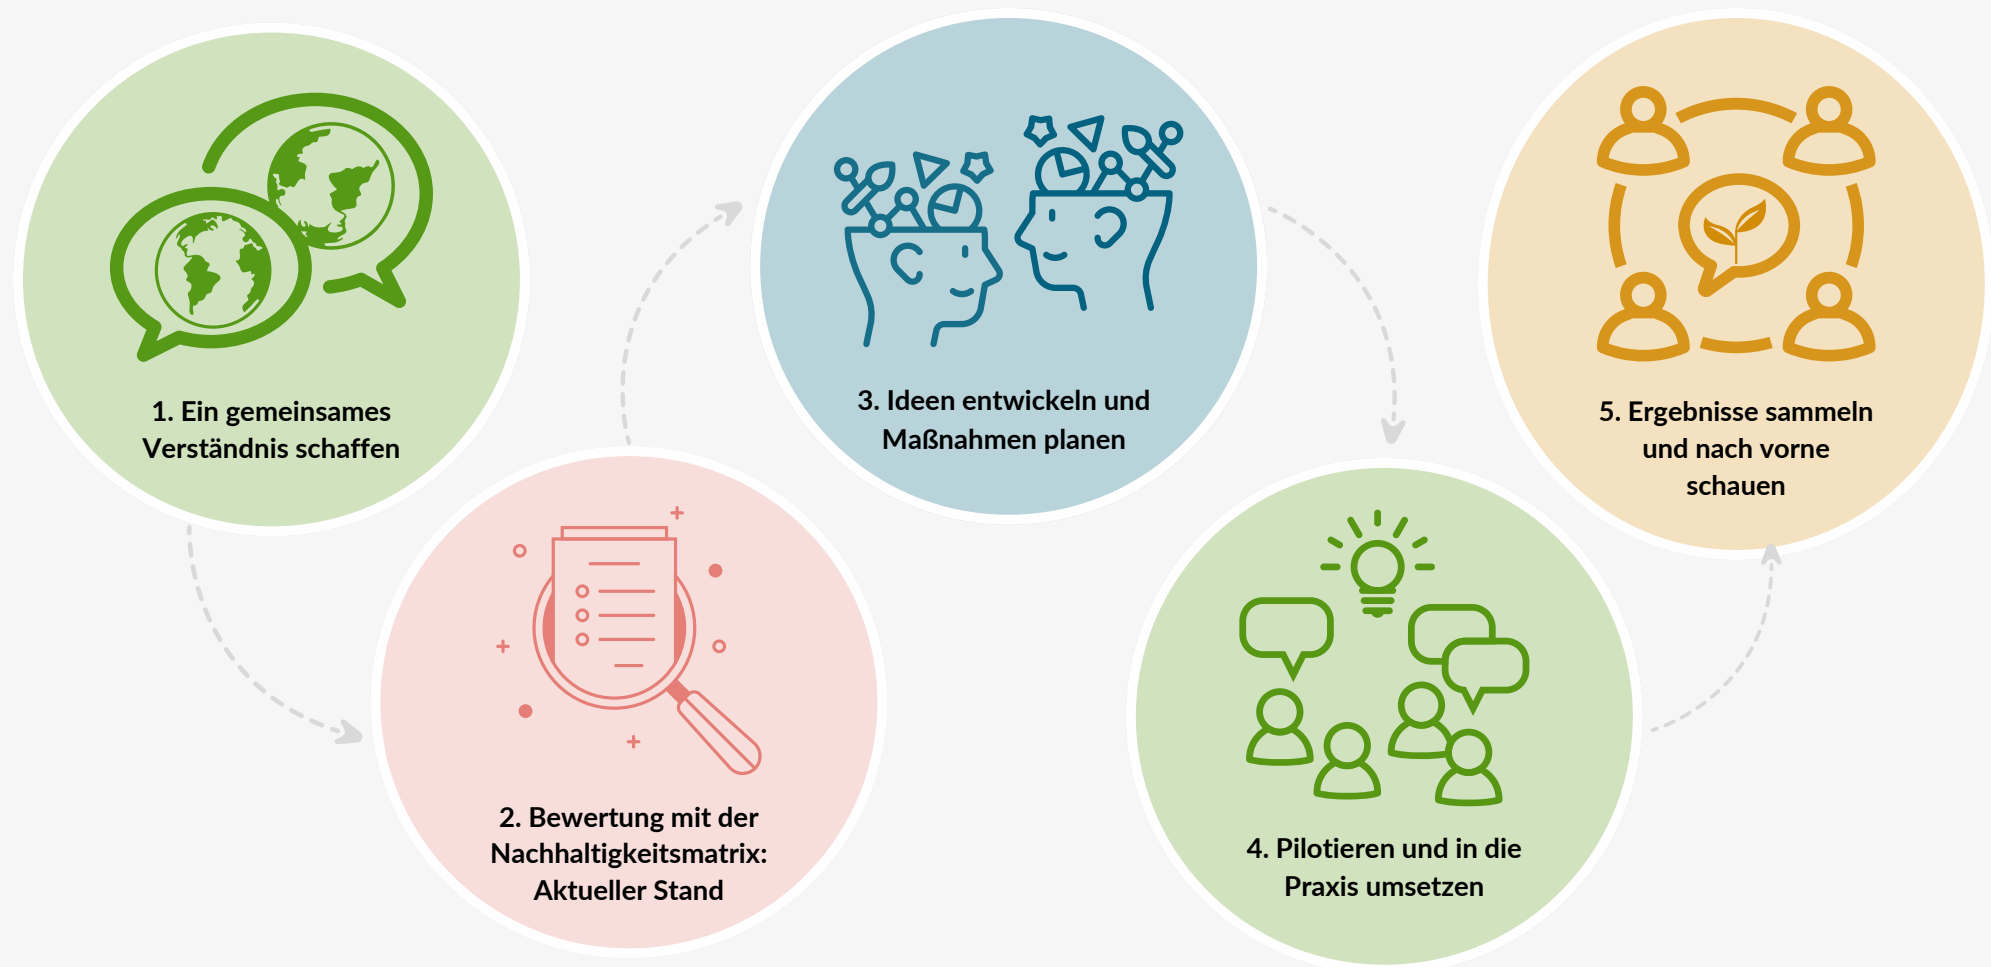 1. Ein gemeinsames
Verständnis schaffen
2. Bewertung mit der
Nachhaltigkeitsmatrix:
Aktueller Stand
3. Ideen entwickeln und
Maßnahmen planen
4. Pilotieren und in die
Praxis umsetzen
5. Ergebnisse sammeln
und nach vorne
schauen